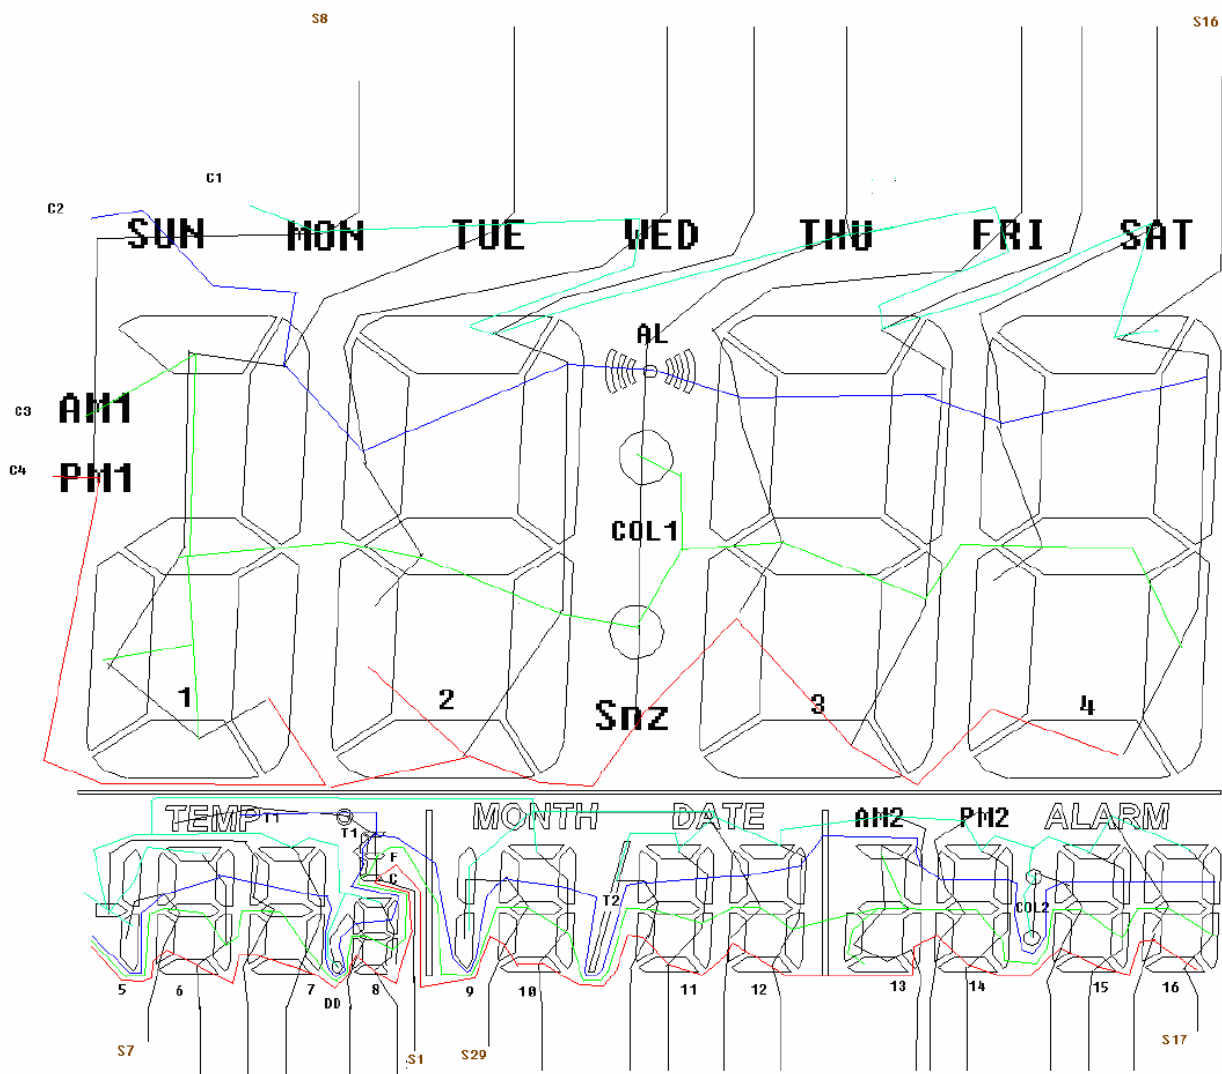 S8 S16
C1
C2
SUN MON TUE WED THU FRI SAT
AL
C3 AM1
C4 PM1
COL1
1 2 3 4
Snz
TEMP T1 T1 MONTH DATE AM2 PM2 ALARM
F
C
T2 COL2
5 6 7 8 9 10 11 12 13 14 15 16
DD
S7 S1 S29 S17